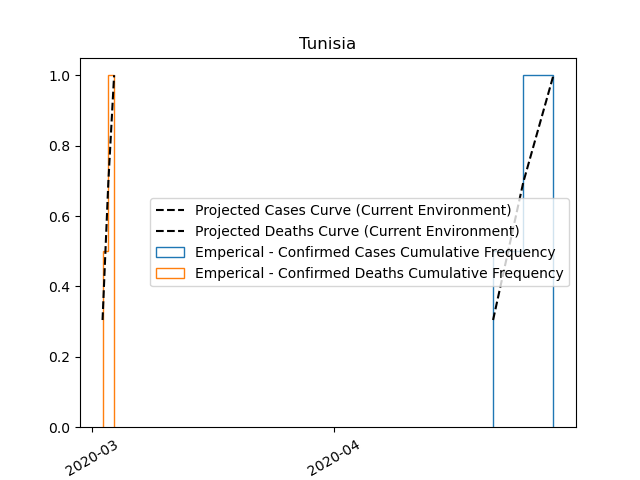 Tunisia
1.0
0.8
0.6
0.4
0.2
0.0
Projected Cases Curve (Current Environment)
Projected Deaths Curve (Current Environment)
Emperical - Confirmed Cases Cumulative Frequency
Emperical - Confirmed Deaths Cumulative Frequency
2020-03
2020-04